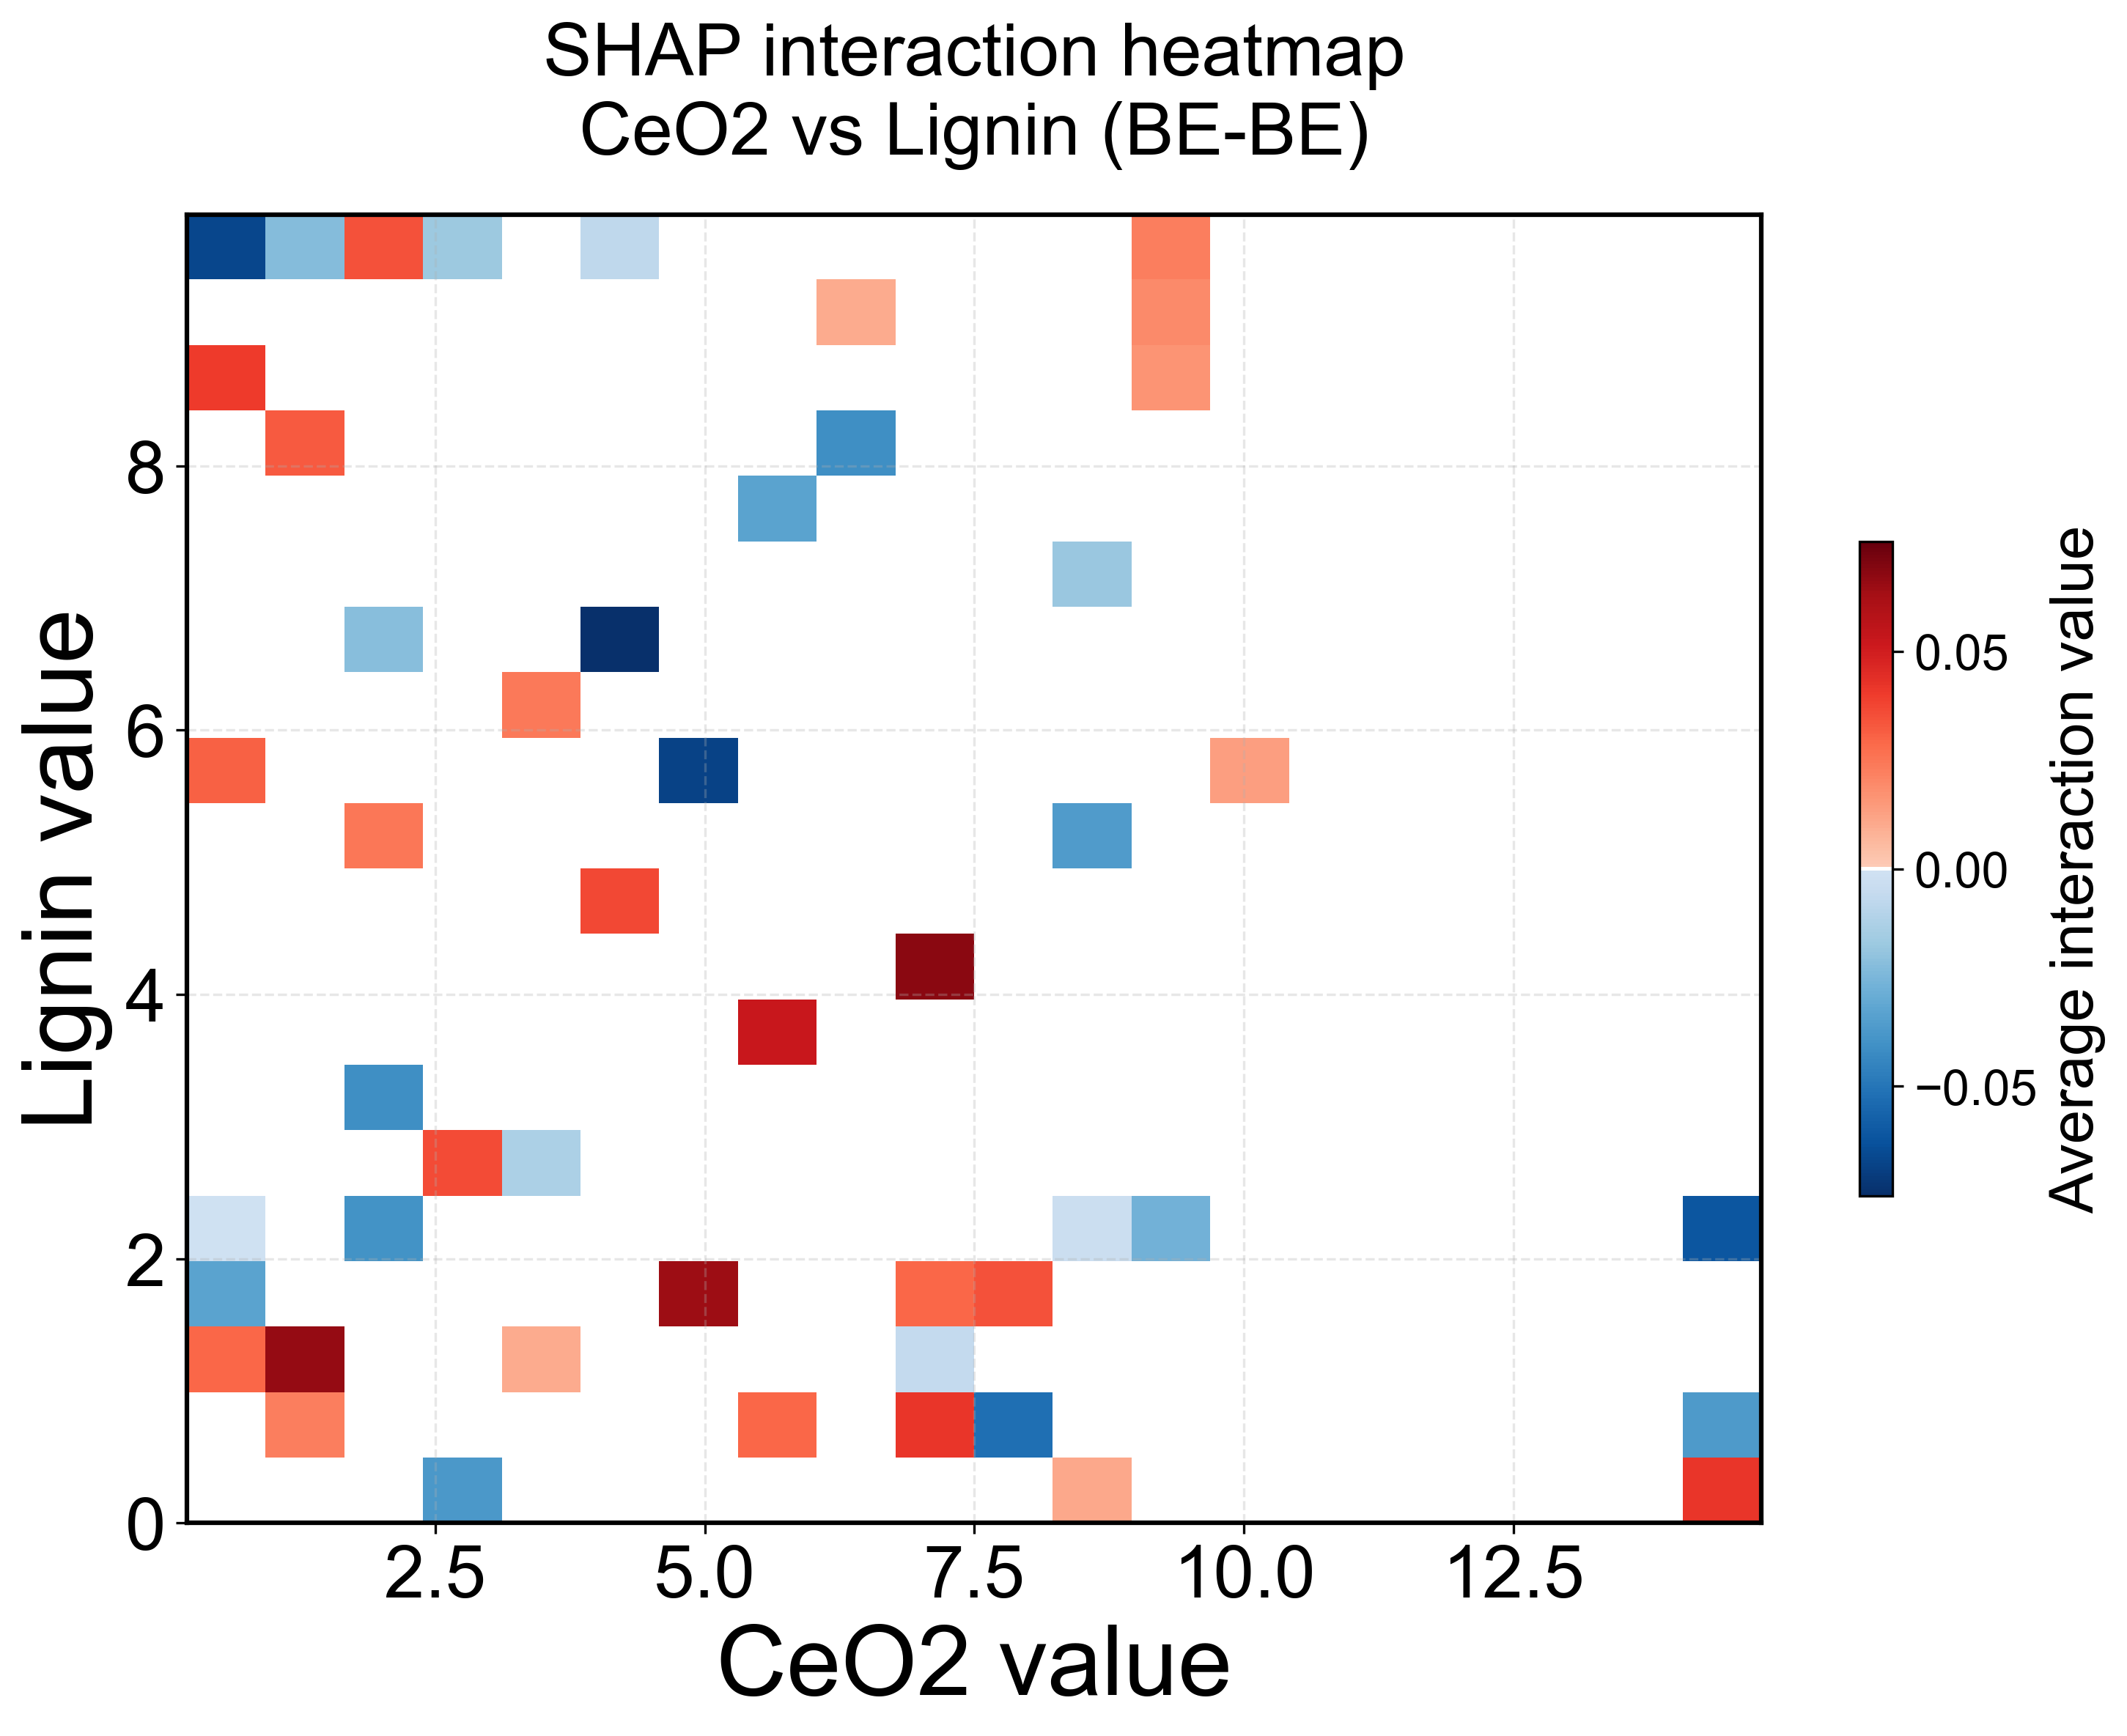 SHAP interaction heatmap
CeO2 vs Lignin (BE-BE)
Lignin value
8
6
4
2
0
2.5 5.0 7.5 10.0 12.5
CeO2 value
0.05
0.00
−0.05
Average interaction value